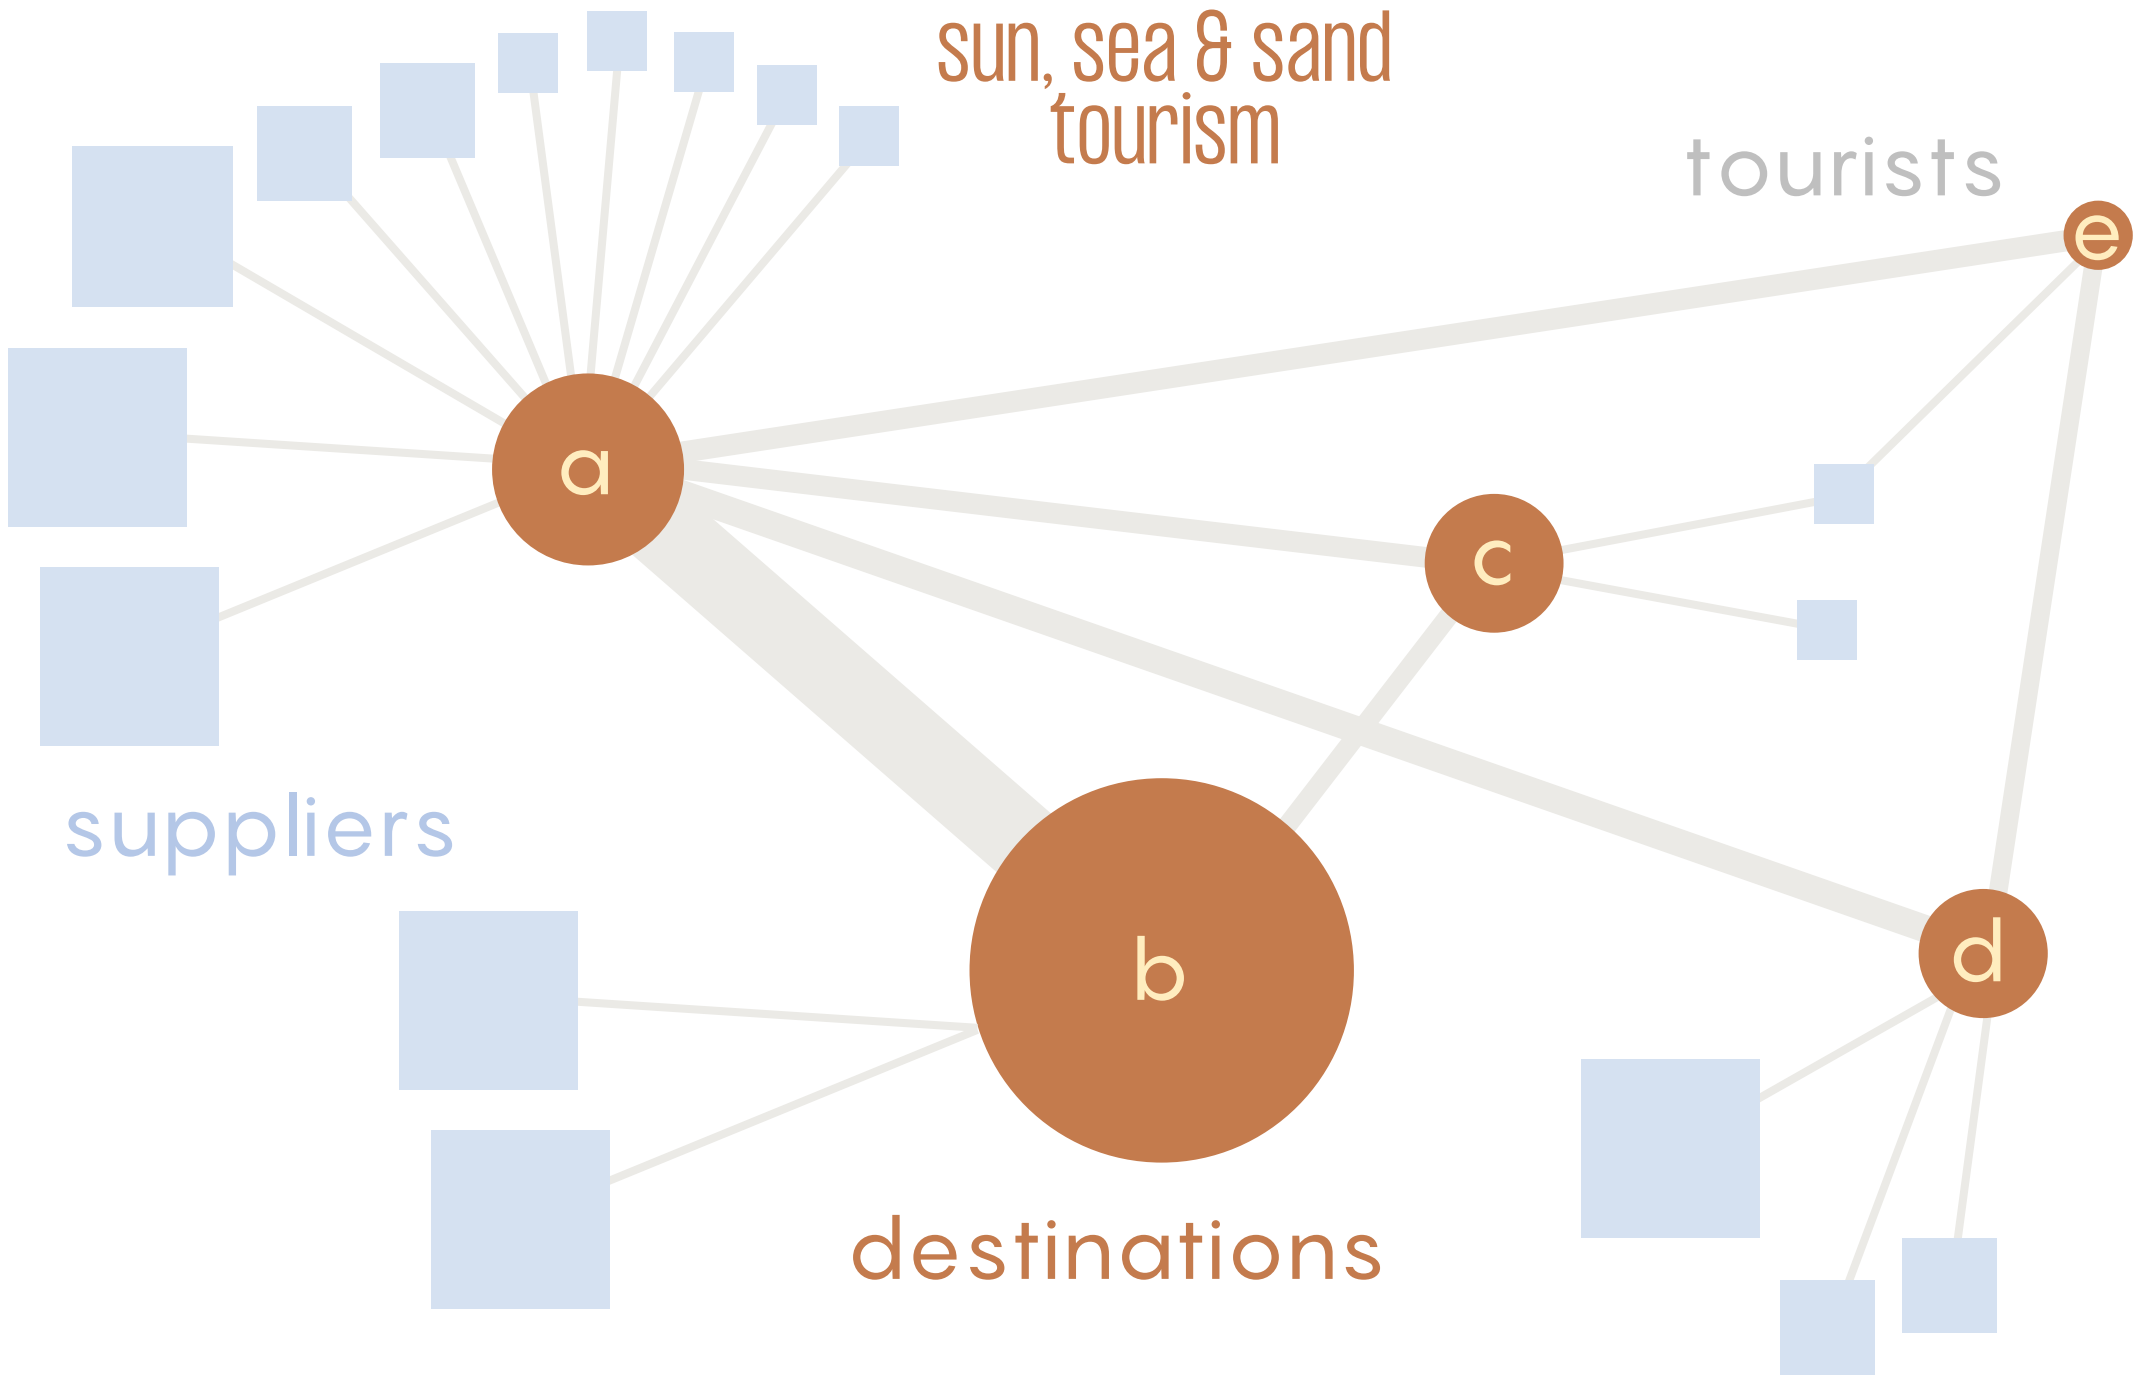 sun, sea & sand
tourism
tourists
e
a
c
suppliers
b
d
destinations